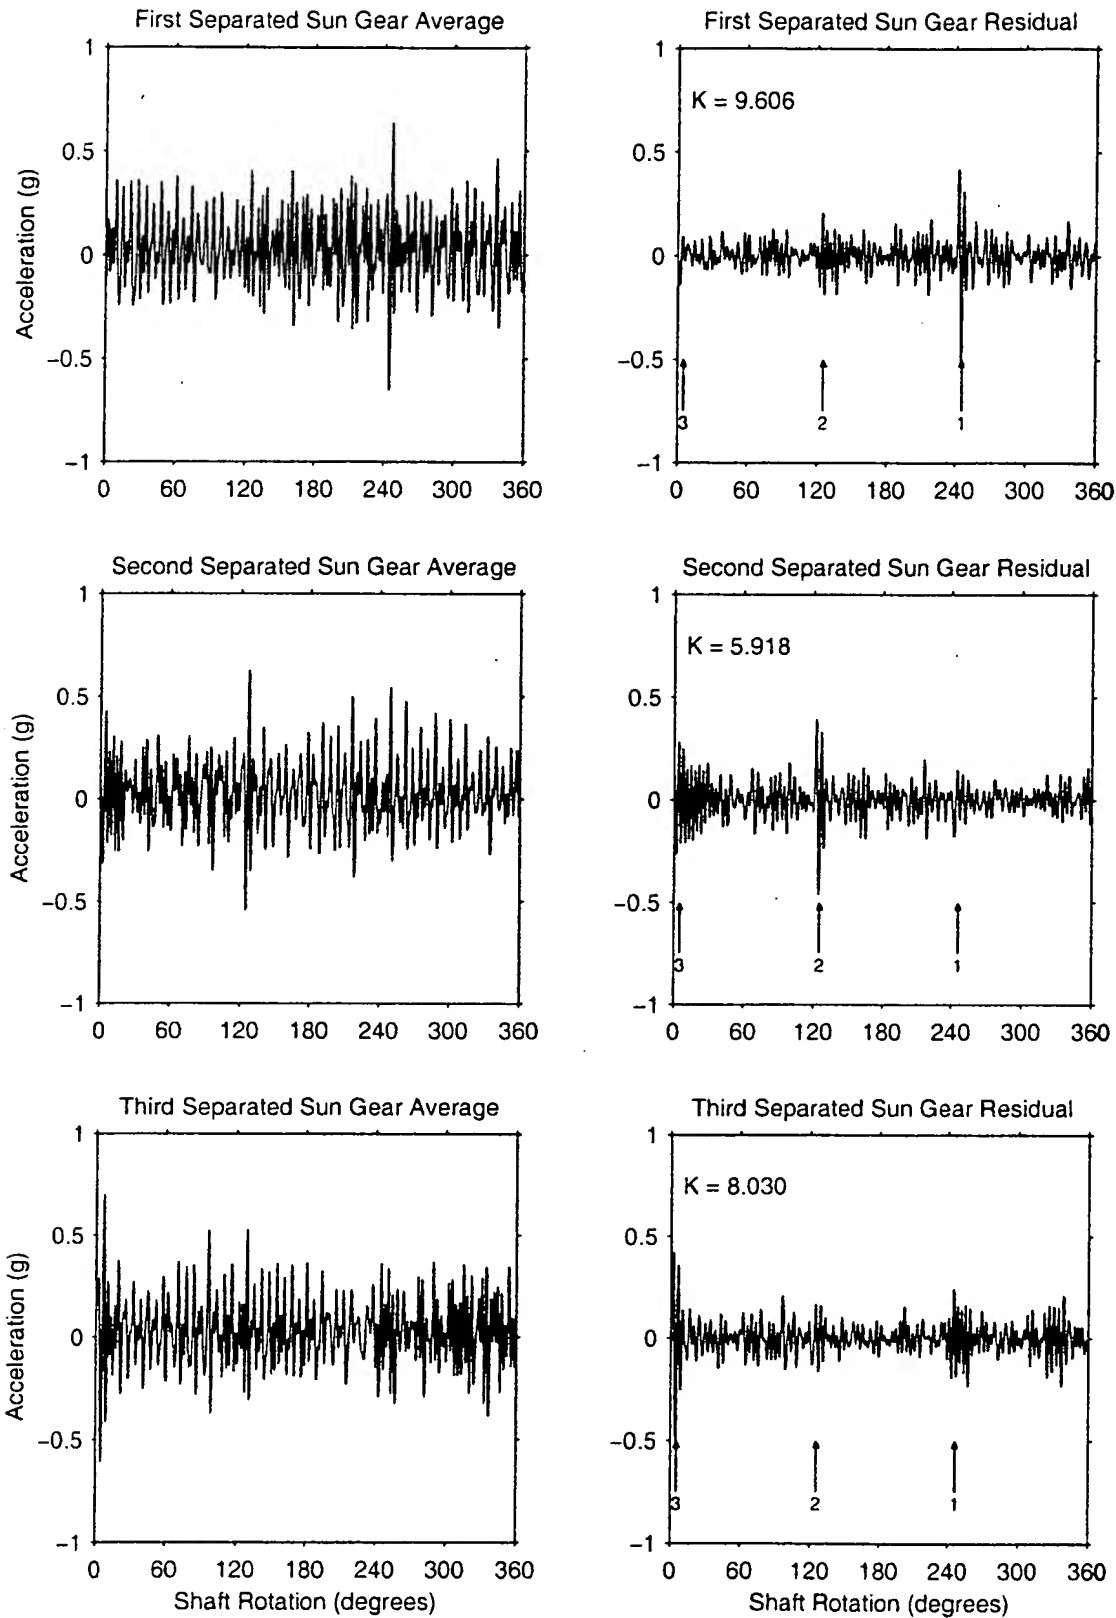 First Separated Sun Gear Average
1
0.5
0
−0.5
−1
Acceleration (g)
0 60 120 180 240 300 360
First Separated Sun Gear Residual
1
0.5
0
−0.5
−1
K = 9.606
3 2 1
0 60 120 180 240 300 360
Second Separated Sun Gear Average
1
0.5
0
−0.5
−1
Acceleration (g)
0 60 120 180 240 300 360
Second Separated Sun Gear Residual
1
0.5
0
−0.5
−1
K = 5.918
3 2 1
0 60 120 180 240 300 360
Third Separated Sun Gear Average
1
0.5
0
−0.5
−1
Acceleration (g)
0 60 120 180 240 300 360
Shaft Rotation (degrees)
Third Separated Sun Gear Residual
1
0.5
0
−0.5
−1
K = 8.030
3 2 1
0 60 120 180 240 300 360
Shaft Rotation (degrees)